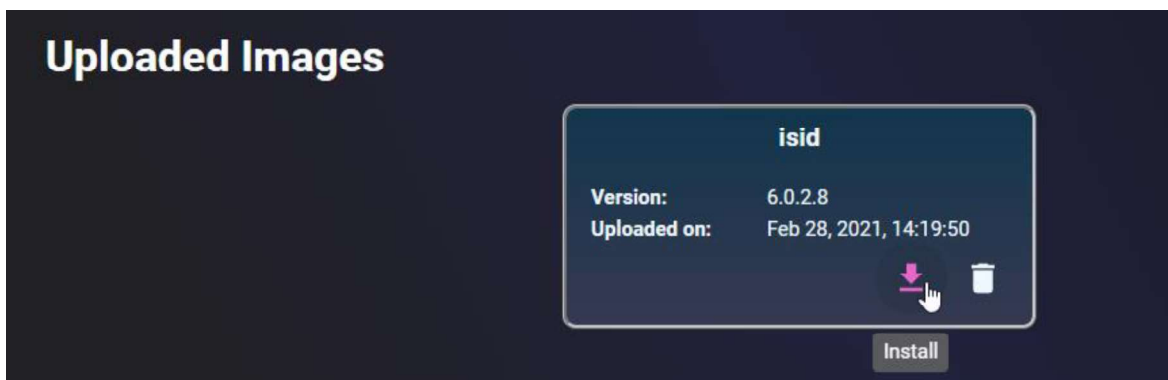 Uploaded Images
isid
Version: 6.0.2.8
Uploaded on: Feb 28, 2021, 14:19:50
Install